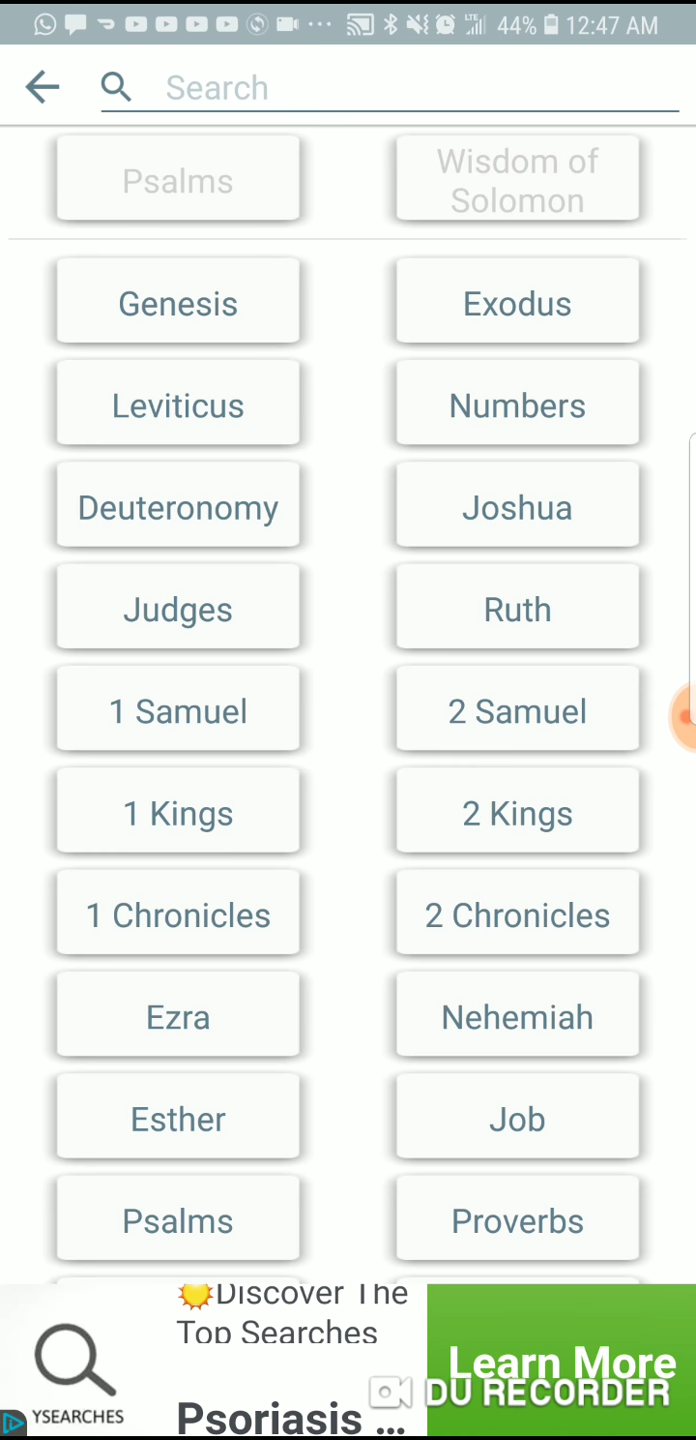 LTE 44% 12:47 AM
Search
Psalms
Wisdom of
Solomon
Genesis
Exodus
Leviticus
Numbers
Deuteronomy
Joshua
Judges
Ruth
1 Samuel
2 Samuel
1 Kings
2 Kings
1 Chronicles
2 Chronicles
Ezra
Nehemiah
Esther
Job
Psalms
Proverbs
Discover The
Top Searches
Learn More
DU RECORDER
YSEARCHES
Psoriasis ...